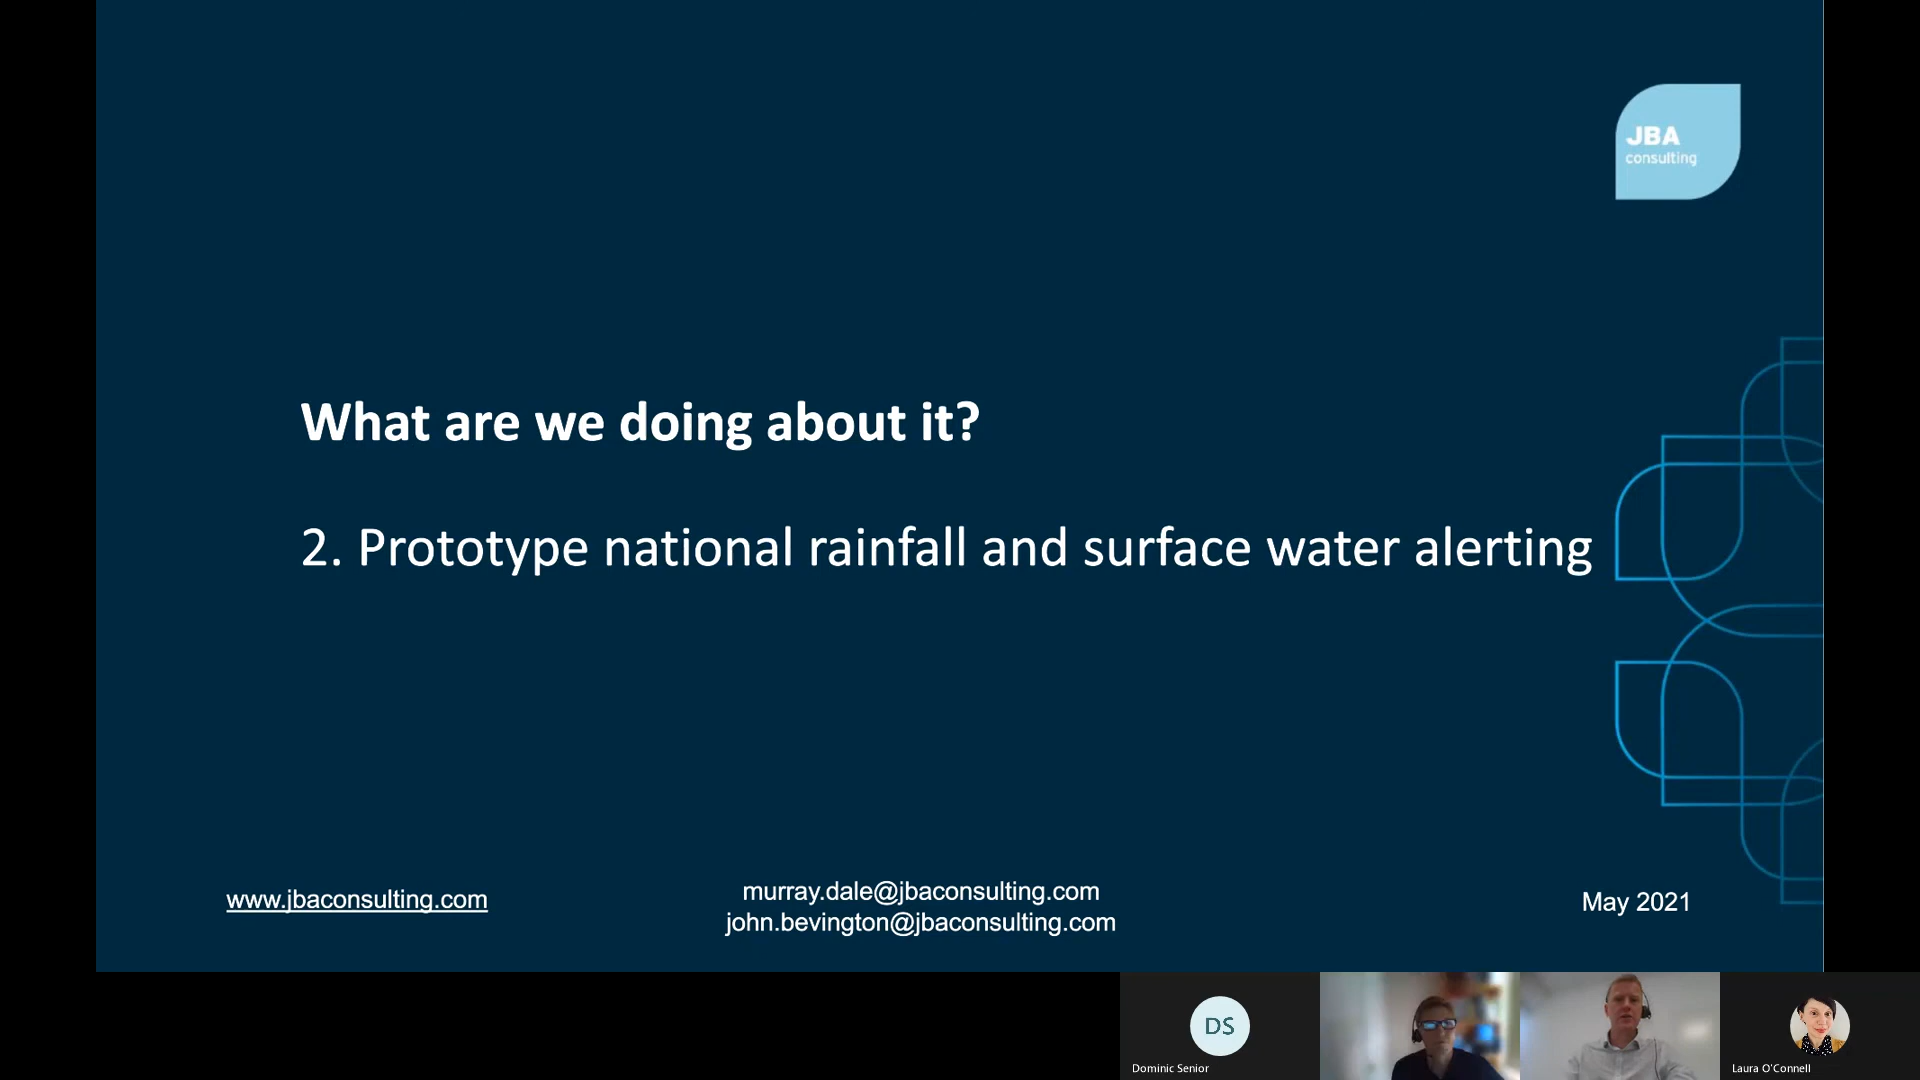 JBA
consulting
What are we doing about it?
2. Prototype national rainfall and surface water alerting
www.jbaconsulting.com
murray.dale@jbaconsulting.com
john.bevington@jbaconsulting.com
May 2021
DS
Dominic Senior
Laura O'Connell